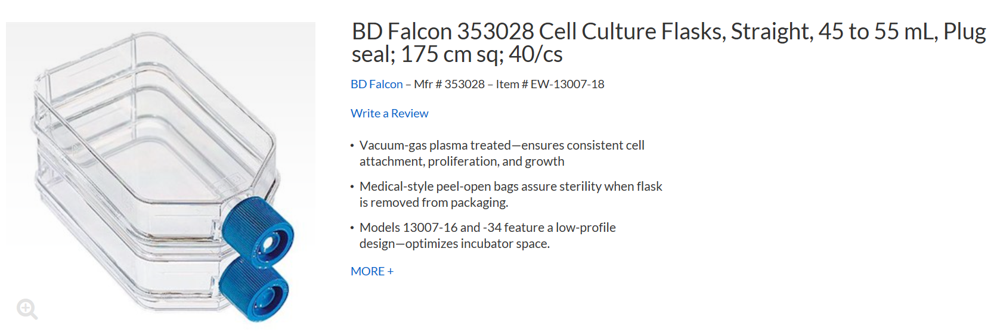 BD Falcon 353028 Cell Culture Flasks, Straight, 45 to 55 mL, Plug
seal; 175 cm sq; 40/cs
BD Falcon – Mfr # 353028 – Item # EW-13007-18
Write a Review
• Vacuum-gas plasma treated—ensures consistent cell
attachment, proliferation, and growth
• Medical-style peel-open bags assure sterility when flask
is removed from packaging.
• Models 13007-16 and -34 feature a low-profile
design—optimizes incubator space.
MORE +